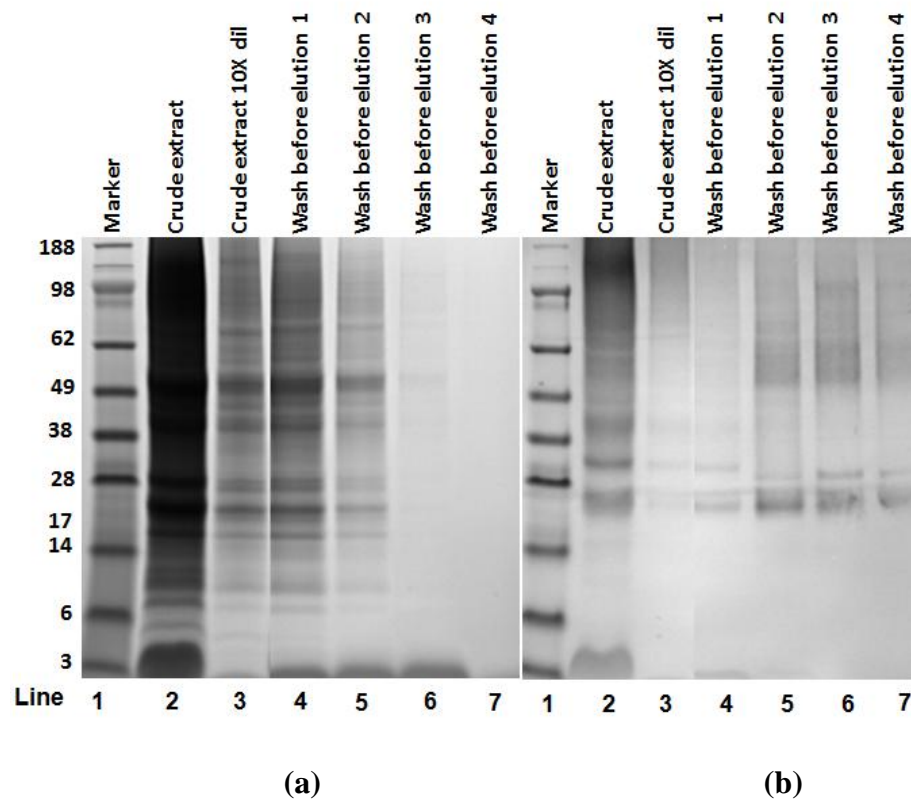 Marker
Crude extract
Crude extract 10X dil
Wash before elution 1
Wash before elution 2
Wash before elution 3
Wash before elution 4
Marker
Crude extract
Crude extract 10X dil
Wash before elution 1
Wash before elution 2
Wash before elution 3
Wash before elution 4
188
98
62
49
38
28
17
14
6
3
Line 1 2 3 4 5 6 7 1 2 3 4 5 6 7
(a) (b)